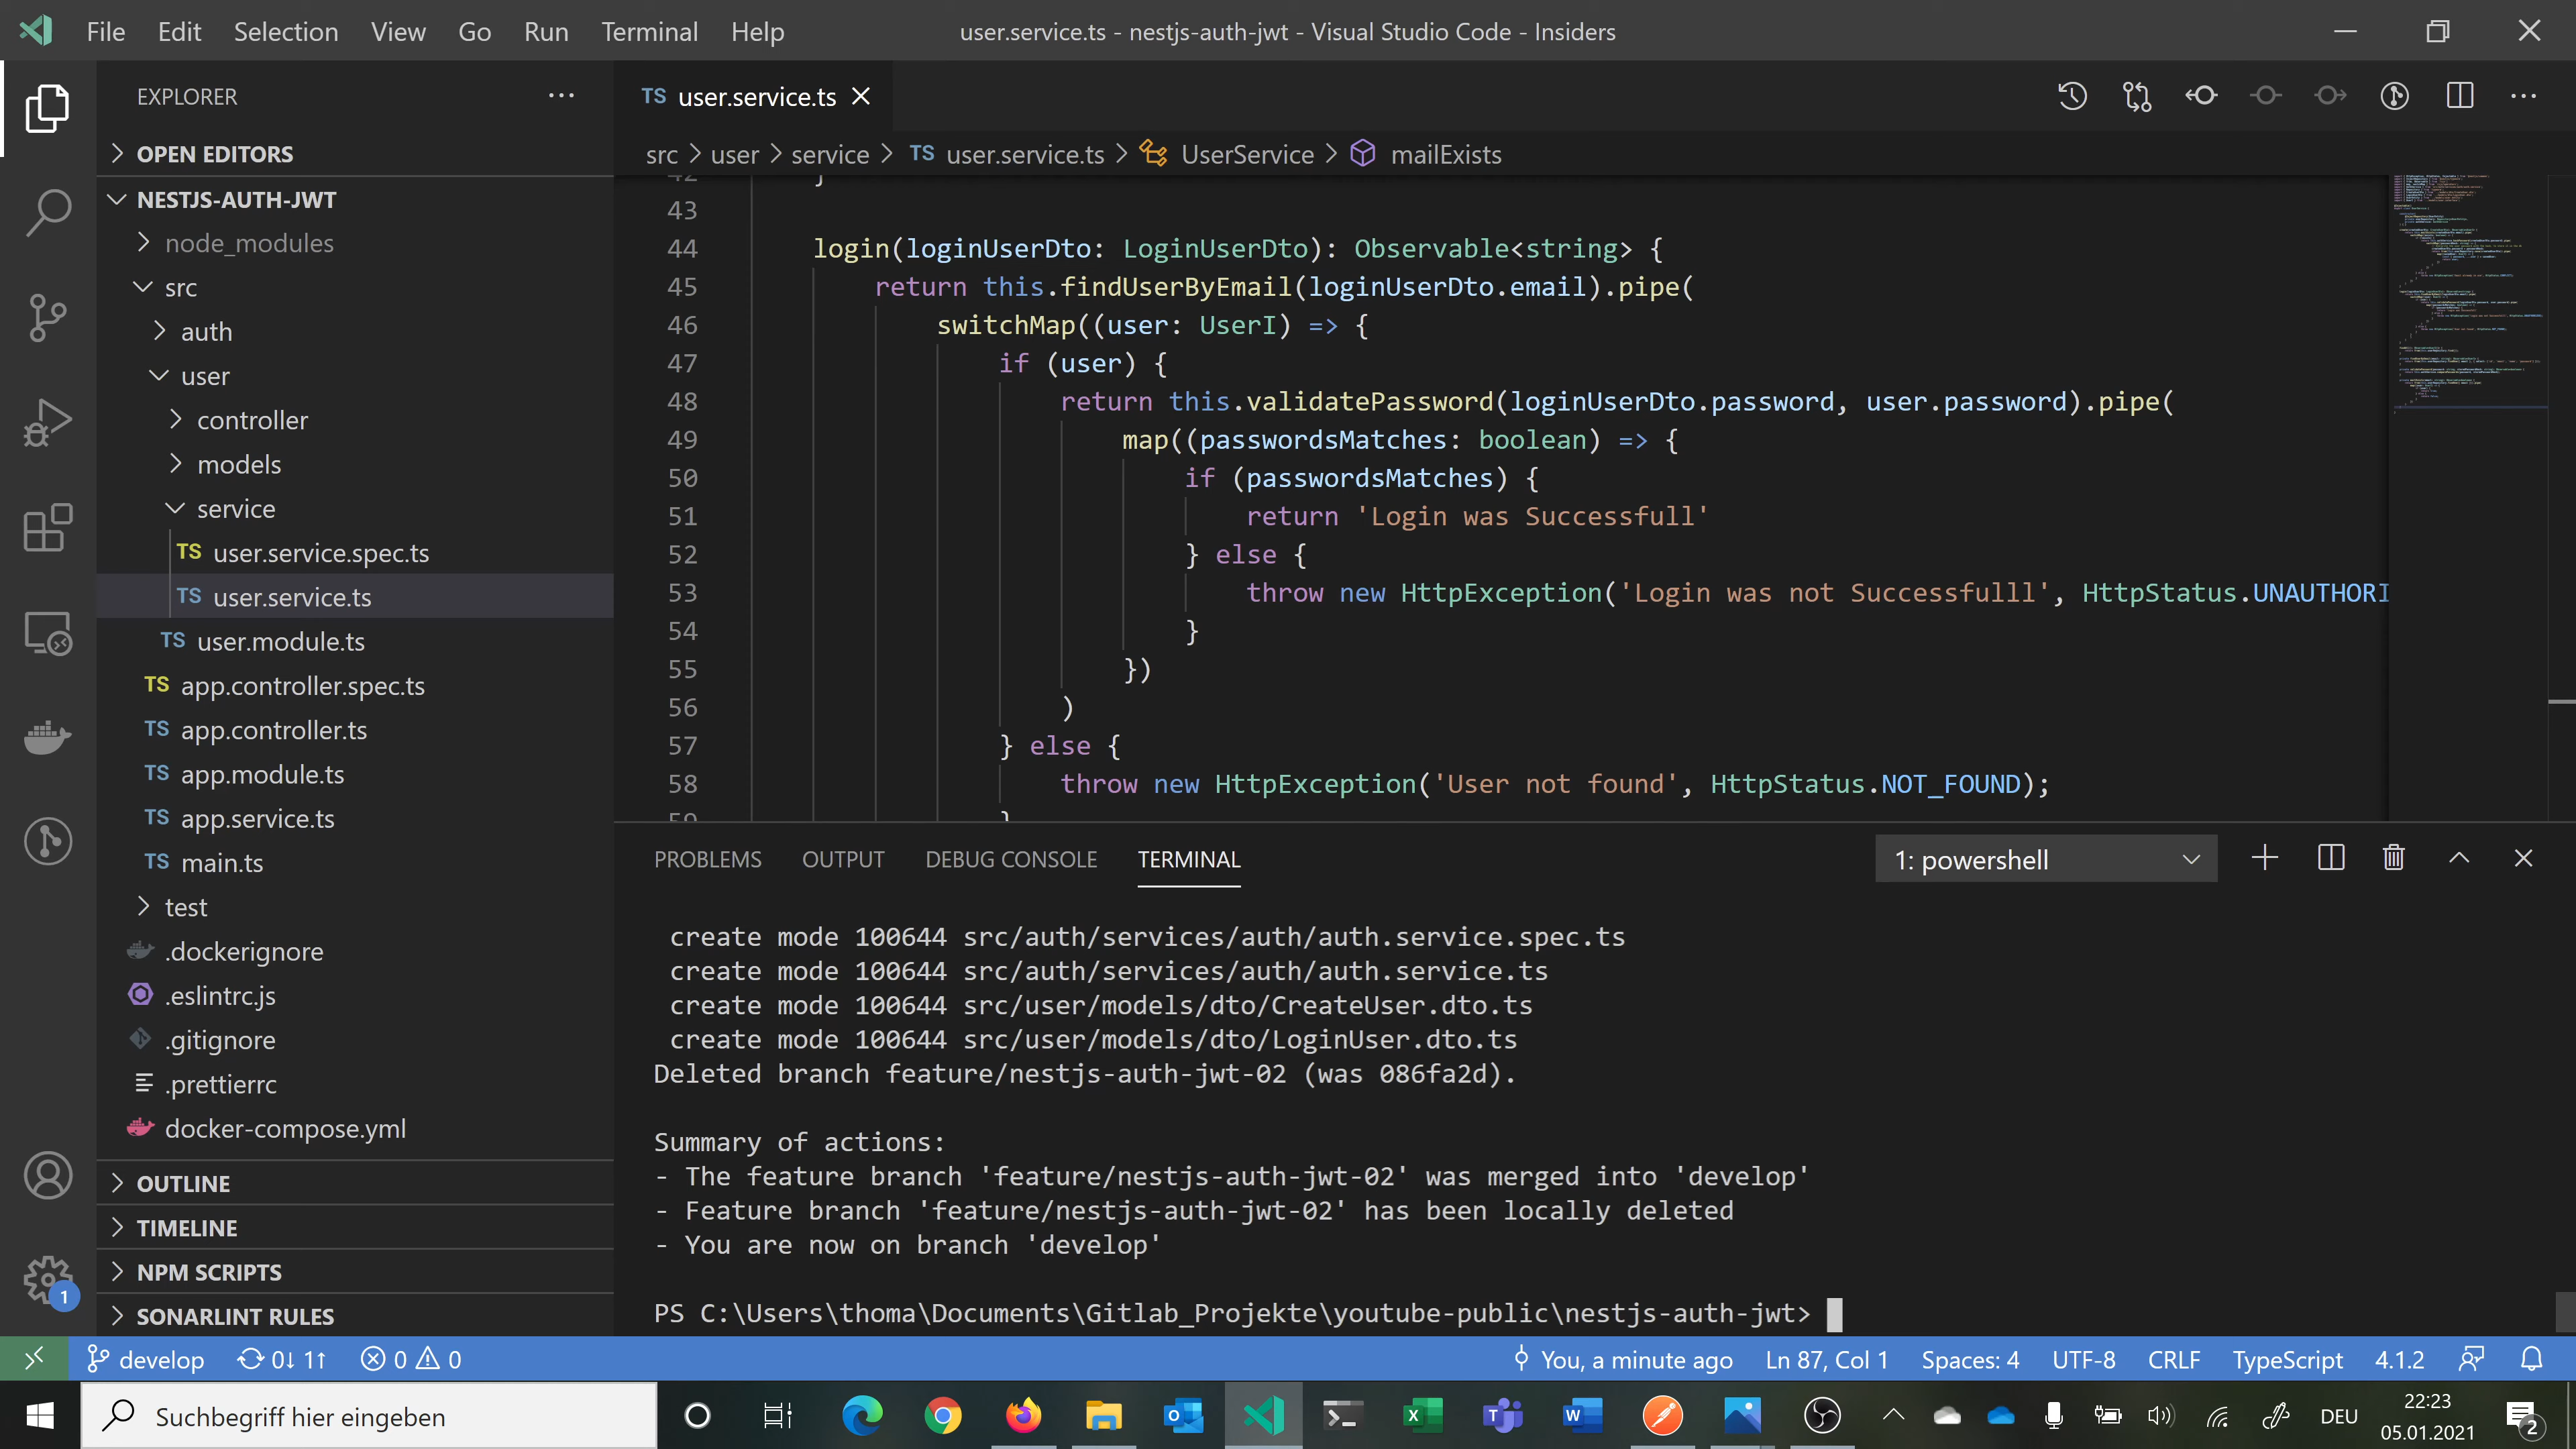 File Edit Selection View Go Run Terminal Help
user.service.ts - nestjs-auth-jwt - Visual Studio Code - Insiders
EXPLORER
OPEN EDITORS
NESTJS-AUTH-JWT
node_modules
src
auth
user
controller
models
service
TS user.service.spec.ts
TS user.service.ts
TS user.module.ts
TS app.controller.spec.ts
TS app.controller.ts
TS app.module.ts
TS app.service.ts
TS main.ts
test
.dockerignore
.eslintrc.js
.gitignore
.prettierrc
docker-compose.yml
OUTLINE
TIMELINE
NPM SCRIPTS
SONARLINT RULES
1
TS user.service.ts
src > user > service > TS user.service.ts > UserService > mailExists
42 }
43
44 login(loginUserDto: LoginUserDto): Observable<string> {
45 return this.findUserByEmail(loginUserDto.email).pipe(
46 switchMap((user: UserI) => {
47 if (user) {
48 return this.validatePassword(loginUserDto.password, user.password).pipe(
49 map((passwordsMatches: boolean) => {
50 if (passwordsMatches) {
51 return 'Login was Successfull'
52 } else {
53 throw new HttpException('Login was not Successfulll', HttpStatus.UNAUTHORI
54 }
55 })
56 )
57 } else {
58 throw new HttpException('User not found', HttpStatus.NOT_FOUND);
59 }
PROBLEMS OUTPUT DEBUG CONSOLE TERMINAL
1: powershell
create mode 100644 src/auth/services/auth/auth.service.spec.ts
create mode 100644 src/auth/services/auth/auth.service.ts
create mode 100644 src/user/models/dto/CreateUser.dto.ts
create mode 100644 src/user/models/dto/LoginUser.dto.ts
Deleted branch feature/nestjs-auth-jwt-02 (was 086fa2d).
Summary of actions:
- The feature branch 'feature/nestjs-auth-jwt-02' was merged into 'develop'
- Feature branch 'feature/nestjs-auth-jwt-02' has been locally deleted
- You are now on branch 'develop'
PS C:\Users\thoma\Documents\Gitlab_Projekte\youtube-public\nestjs-auth-jwt>
develop 0↓ 1↑ 0 0
You, a minute ago Ln 87, Col 1 Spaces: 4 UTF-8 CRLF TypeScript 4.1.2
Suchbegriff hier eingeben
DEU
22:23
05.01.2021
2